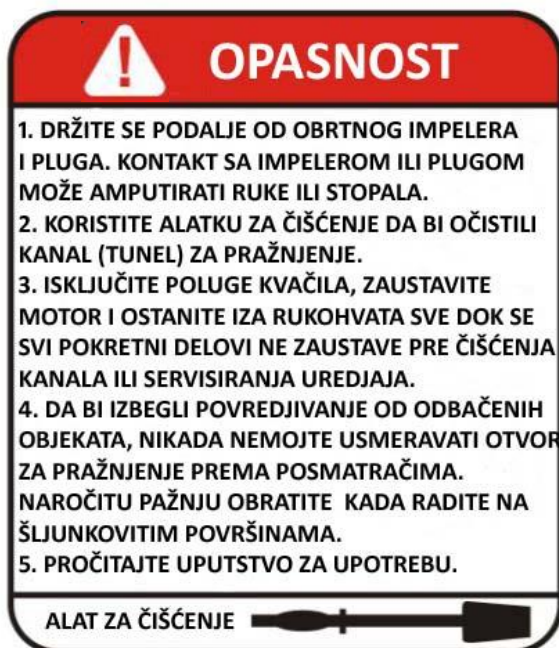 OPASNOST
1. DRŽITE SE PODALJE OD OBRTNOG IMPELERA
I PLUGA. KONTAKT SA IMPELEROM ILI PLUGOM
MOŽE AMPUTIRATI RUKE ILI STOPALA.
2. KORISTITE ALATKU ZA ČIŠĆENJE DA BI OČISTILI
KANAL (TUNEL) ZA PRAŽNJENJE.
3. ISKLJUČITE POLUGE KVAČILA, ZAUSTAVITE
MOTOR I OSTANITE IZA RUKOHVATA SVE DOK SE
SVI POKRETNI DELOVI NE ZAUSTAVE PRE ČIŠĆENJA
KANALA ILI SERVISIRANJA UREDJAJA.
4. DA BI IZBEGLI POVREDJIVANJE OD ODBAČENIH
OBJEKATA, NIKADA NEMOJTE USMERAVATI OTVOR
ZA PRAŽNJENJE PREMA POSMATRAČIMA.
NAROČITU PAŽNJU OBRATITE KADA RADITE NA
ŠLJUNKOVITIM POVRŠINAMA.
5. PROČITAJTE UPUTSTVO ZA UPOTREBU.
ALAT ZA ČIŠĆENJE